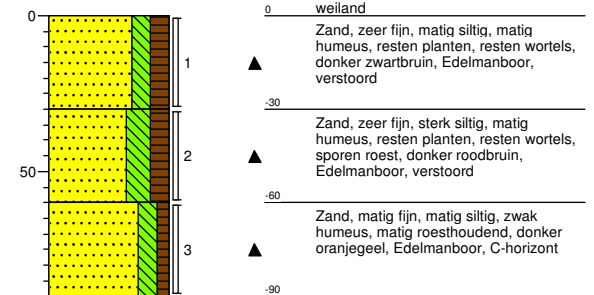 0
0
weiland
Zand, zeer fijn, matig siltig, matig
humeus, resten planten, resten wortels,
donker zwartbruin, Edelmanboor,
verstoord
1
-30
Zand, zeer fijn, sterk siltig, matig
humeus, resten planten, resten wortels,
sporen roest, donker roodbruin,
Edelmanboor, verstoord
2
50
-60
Zand, matig fijn, matig siltig, zwak
humeus, matig roesthoudend, donker
oranjegeel, Edelmanboor, C-horizont
3
-90